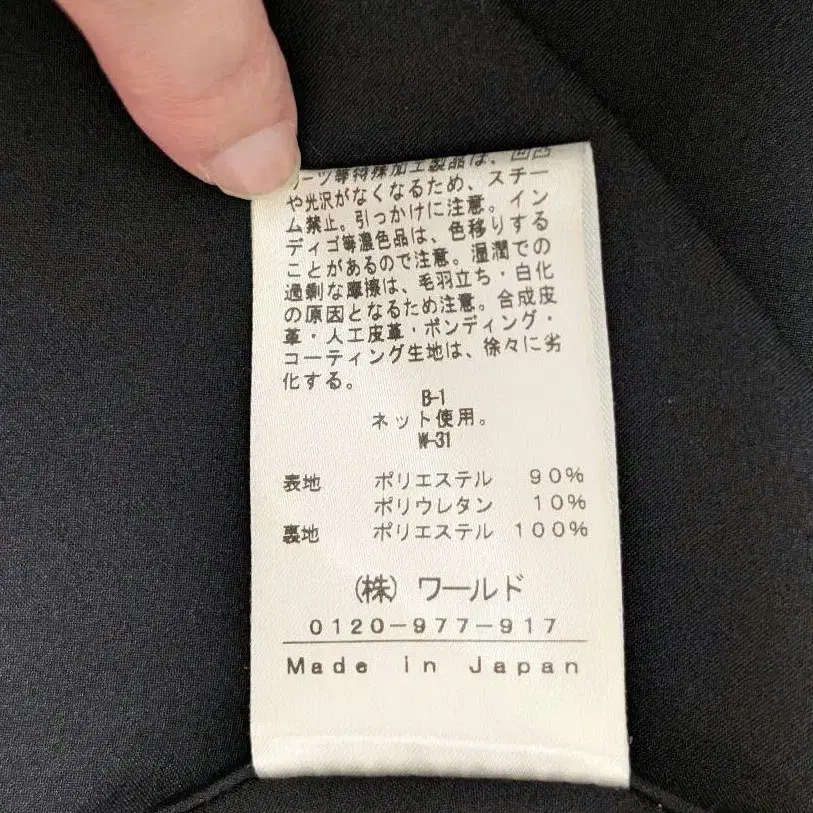 ーツ等特殊加工製品は、凹凸
や光沢がなくなるため、スチー
ム禁止。引っかけに注意。イン
ディゴ等濃色品は、色移りする
ことがあるので注意。湿潤での
過剰な摩擦は、毛羽立ち・白化
の原因となるため注意。合成皮
革・人工皮革・ボンディング・
コーティング生地は、徐々に劣
化する。
B-1
ネット使用。
W-31
表地 ポリエステル 90%
ポリウレタン 10%
裏地 ポリエステル 100%
(株) ワールド
0120-977-917
Made in Japan